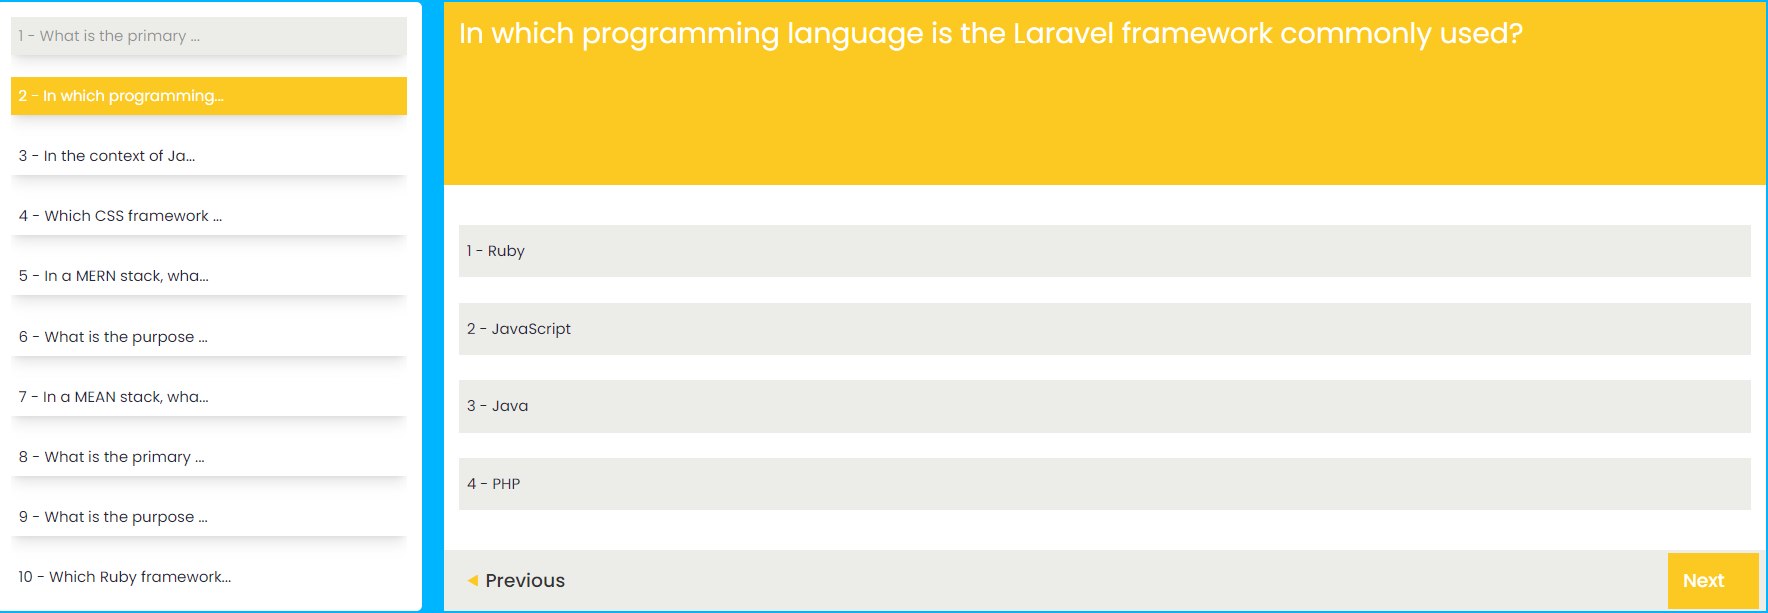 1 - What is the primary ...
2 - In which programming...
3 - In the context of Ja...
4 - Which CSS framework ...
5 - In a MERN stack, wha...
6 - What is the purpose ...
7 - In a MEAN stack, wha...
8 - What is the primary ...
9 - What is the purpose ...
10 - Which Ruby framework...
In which programming language is the Laravel framework commonly used?
1 - Ruby
2 - JavaScript
3 - Java
4 - PHP
Previous
Next